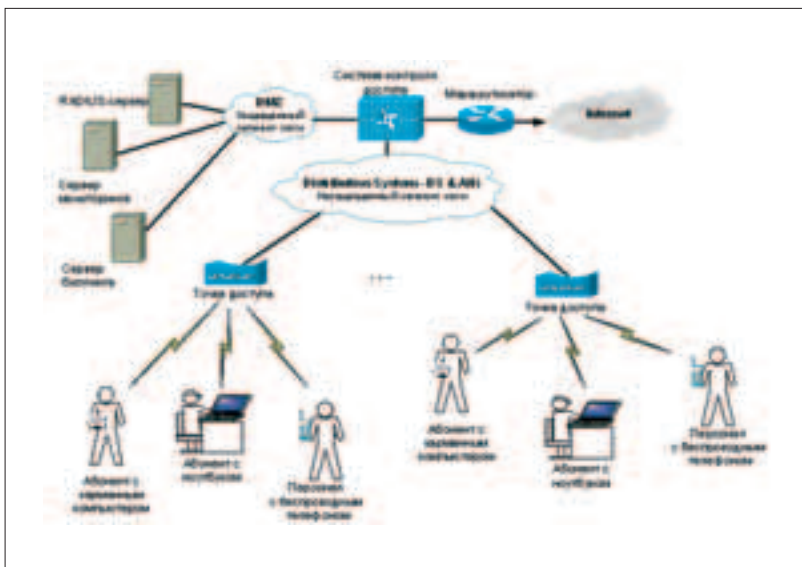 RADIUS-сервер
Система контроля
доступа
Маршрутизатор
Internet
Защищенный
сегмент сети
Distribution System - DS
Незащищенный сегмент сети
Сервер
мониторинга
Сервер
биллинга
Точка доступа
Точка доступа
Абонент с
карманным
компьютером
Абонент с
ноутбуком
Персонал
с беспроводным
телефоном
Абонент с
карманным
компьютером
Абонент с
ноутбуком
Персонал
с беспроводным
телефоном